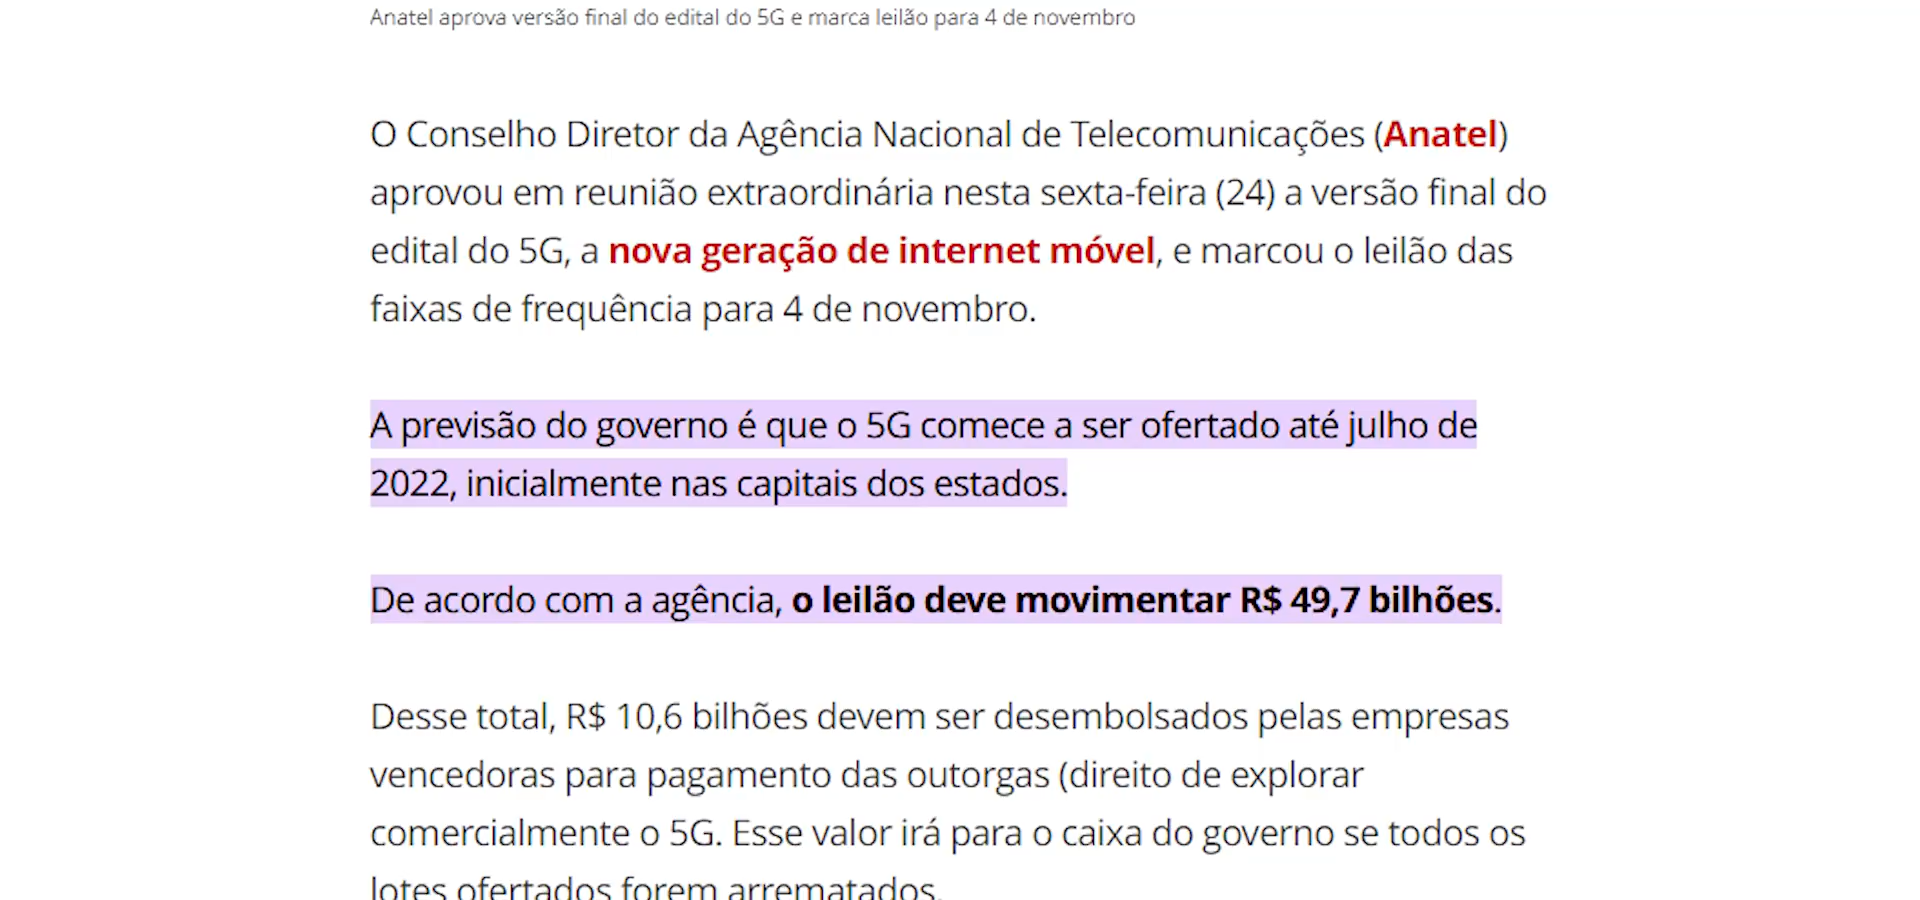 Anatel aprova versão final do edital do 5G e marca leilão para 4 de novembro
O Conselho Diretor da Agência Nacional de Telecomunicações (Anatel)
aprovou em reunião extraordinária nesta sexta-feira (24) a versão final do
edital do 5G, a nova geração de internet móvel, e marcou o leilão das
faixas de frequência para 4 de novembro.
A previsão do governo é que o 5G comece a ser ofertado até julho de
2022, inicialmente nas capitais dos estados.
De acordo com a agência, o leilão deve movimentar R$ 49,7 bilhões.
Desse total, R$ 10,6 bilhões devem ser desembolsados pelas empresas
vencedoras para pagamento das outorgas (direito de explorar
comercialmente o 5G. Esse valor irá para o caixa do governo se todos os
lotes ofertados forem arrematados.